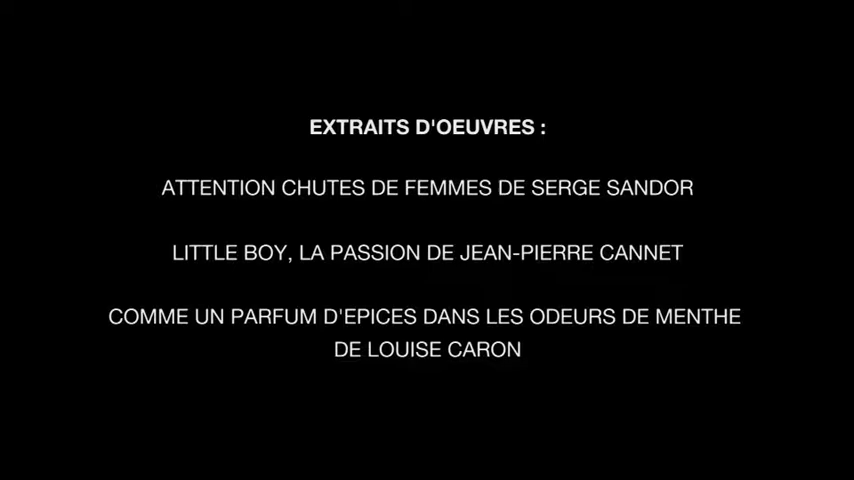 EXTRAITS D'OEUVRES :
ATTENTION CHUTES DE FEMMES DE SERGE SANDOR
LITTLE BOY, LA PASSION DE JEAN-PIERRE CANNET
COMME UN PARFUM D'EPICES DANS LES ODEURS DE MENTHE
DE LOUISE CARON